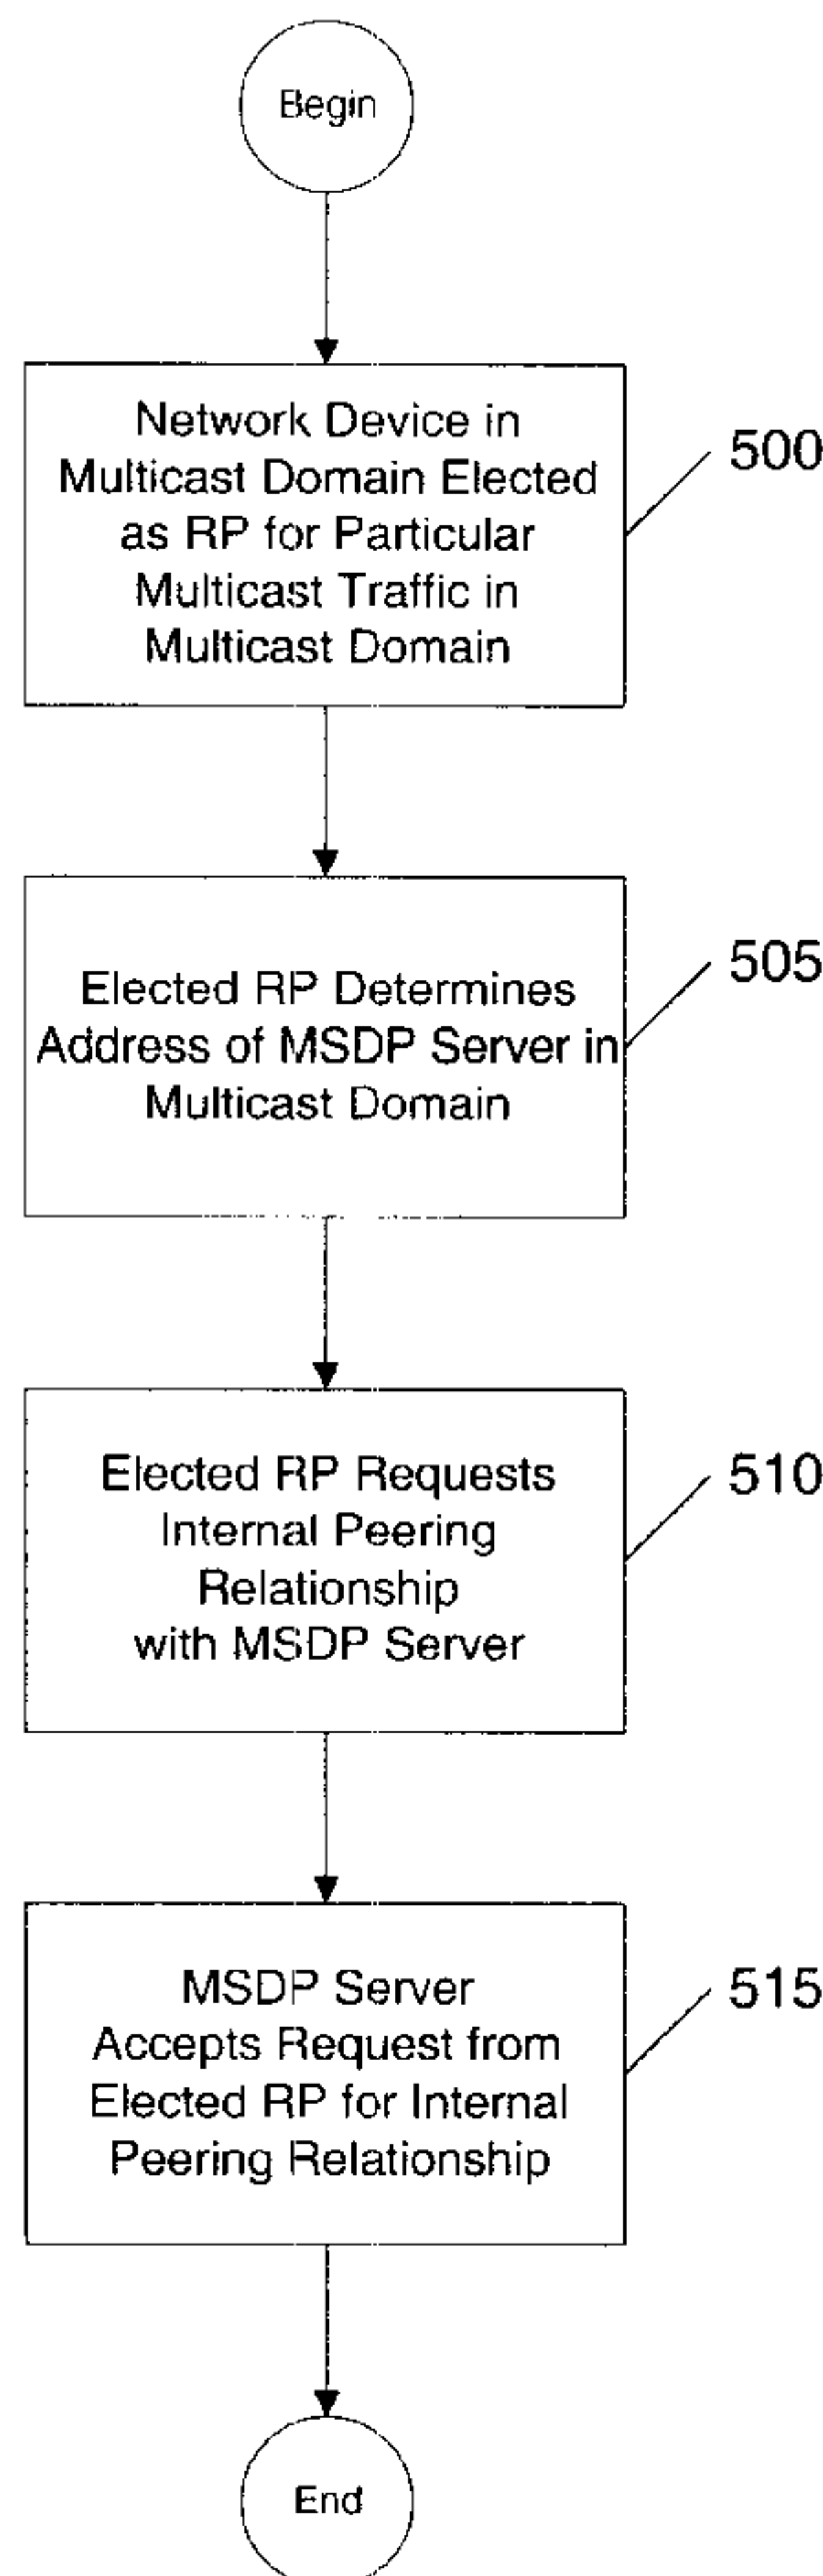 Begin
Network Device in
Multicast Domain Elected
as RP for Particular
Multicast Traffic in
Multicast Domain
500
Elected RP Determines
Address of MSDP Server in
Multicast Domain
505
Elected RP Requests
Internal Peering
Relationship
with MSDP Server
510
MSDP Server
Accepts Request from
Elected RP for Internal
Peering Relationship
515
End